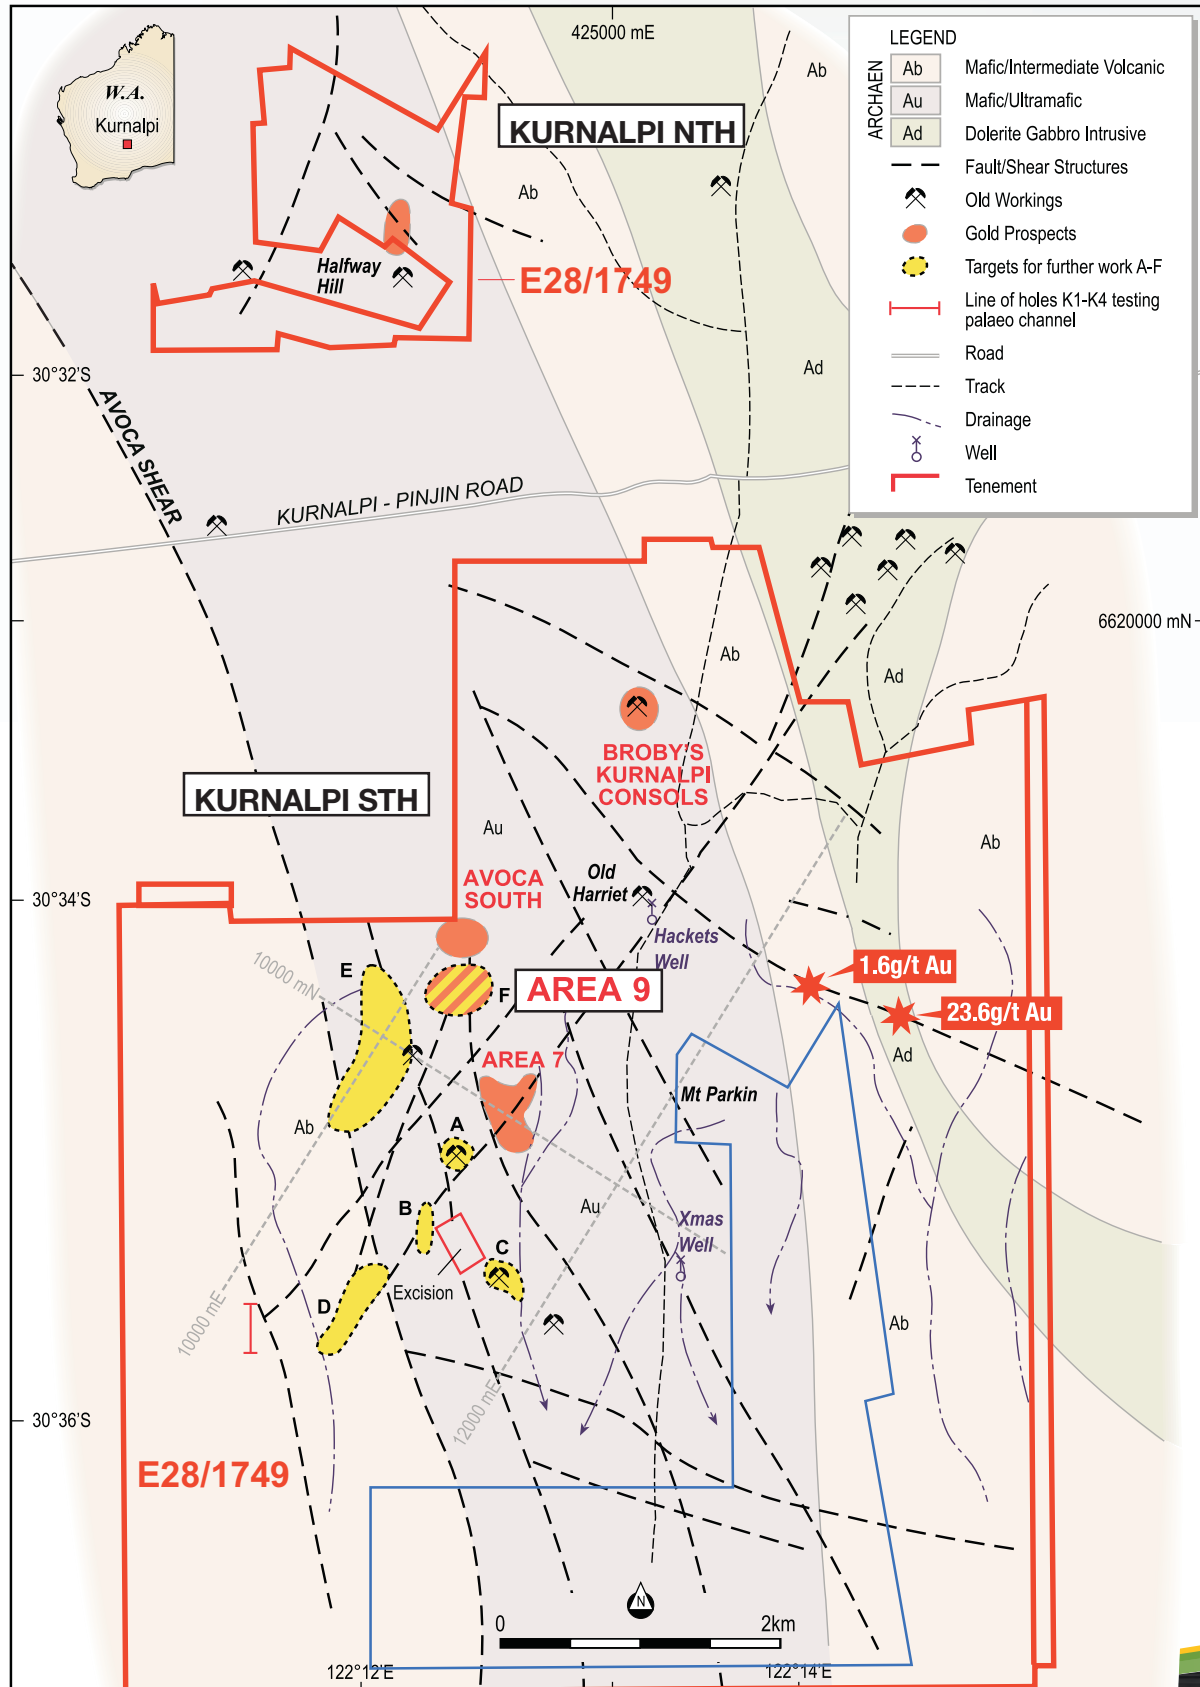 425000 mE
W.A.
Kurnalpi
KURNALPI NTH
Ab
Ab
Halfway
Hill
E28/1749
LEGEND
ARCHAEN
Ab Mafic/Intermediate Volcanic
Au Mafic/Ultramafic
Ad Dolerite Gabbro Intrusive
Fault/Shear Structures
Old Workings
Gold Prospects
Targets for further work A-F
Line of holes K1-K4 testing
palaeo channel
Road
Track
Drainage
Well
Tenement
30°32'S
Ad
AVOCA SHEAR
KURNALPI - PINJIN ROAD
6620000 mN
Ab
Ad
BROBY'S
KURNALPI
CONSOLS
KURNALPI STH
Au
Ab
30°34'S
AVOCA
SOUTH
Old
Harriet
Hackets
Well
10000 mN
E
F
AREA 9
1.6g/t Au
23.6g/t Au
Ad
AREA 7
Mt Parkin
Ab
A
B
Au
Xmas
Well
C
Excision
D
10000 mE
Ab
12000 mE
30°36'S
E28/1749
N
0
2km
122°12'E
122°14'E